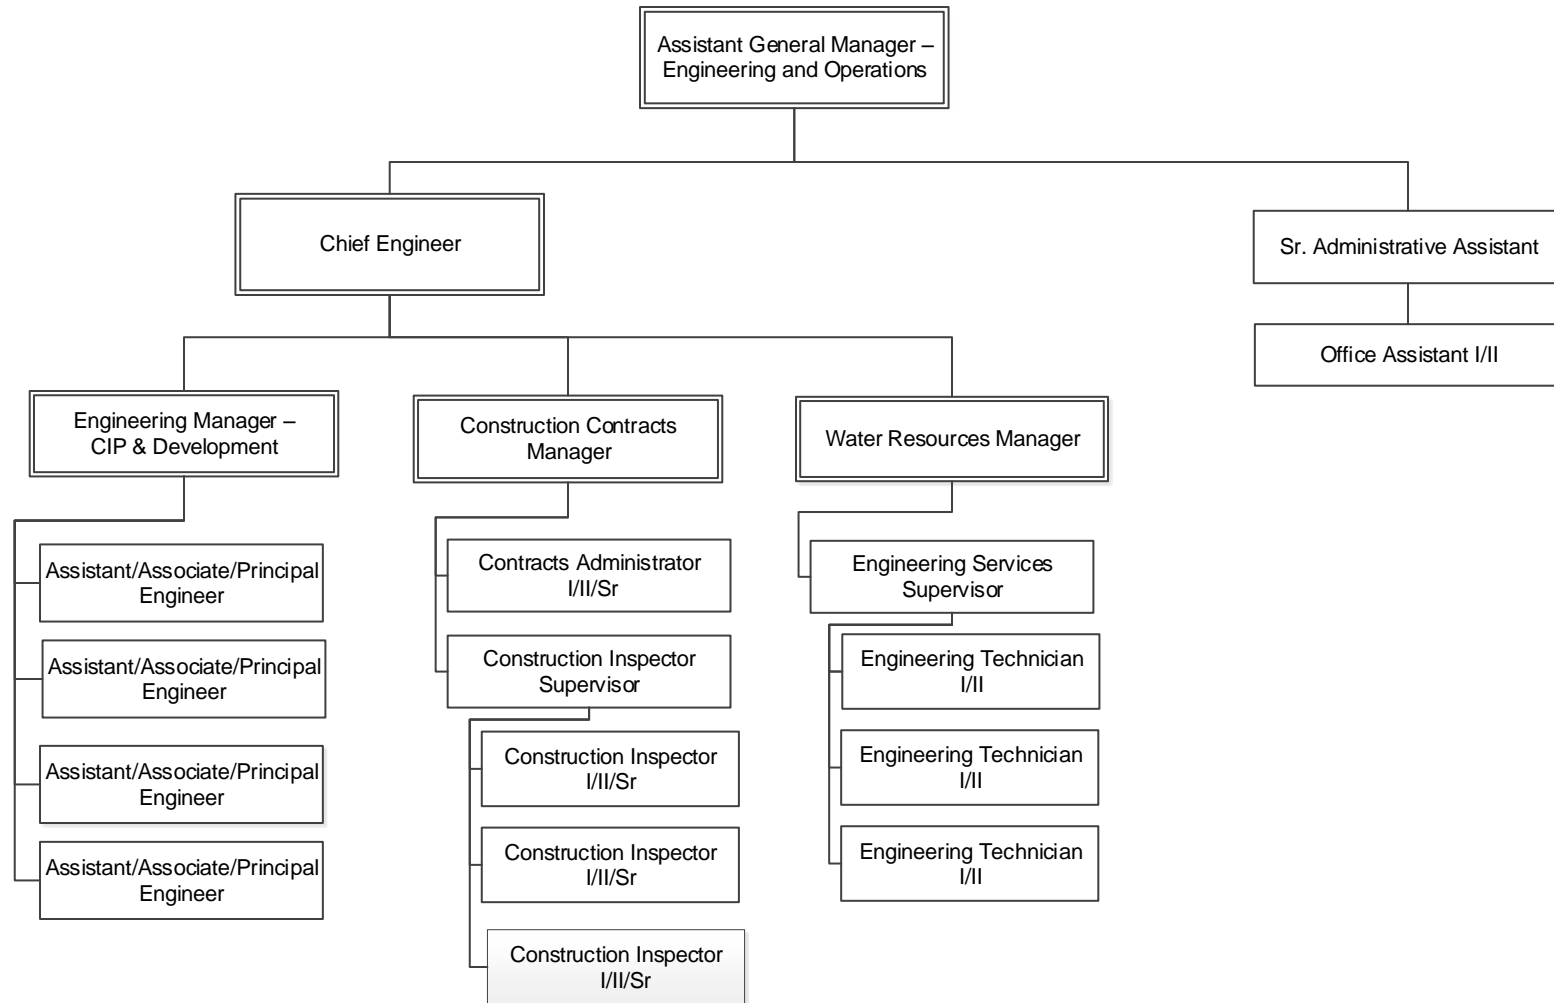 Assistant General Manager –
Engineering and Operations
Chief Engineer
Sr. Administrative Assistant
Office Assistant I/II
Engineering Manager –
CIP & Development
Assistant/Associate/Principal
Engineer
Assistant/Associate/Principal
Engineer
Assistant/Associate/Principal
Engineer
Assistant/Associate/Principal
Engineer
Construction Contracts
Manager
Contracts Administrator
I/II/Sr
Construction Inspector
Supervisor
Construction Inspector
I/II/Sr
Construction Inspector
I/II/Sr
Construction Inspector
I/II/Sr
Water Resources Manager
Engineering Services
Supervisor
Engineering Technician
I/II
Engineering Technician
I/II
Engineering Technician
I/II